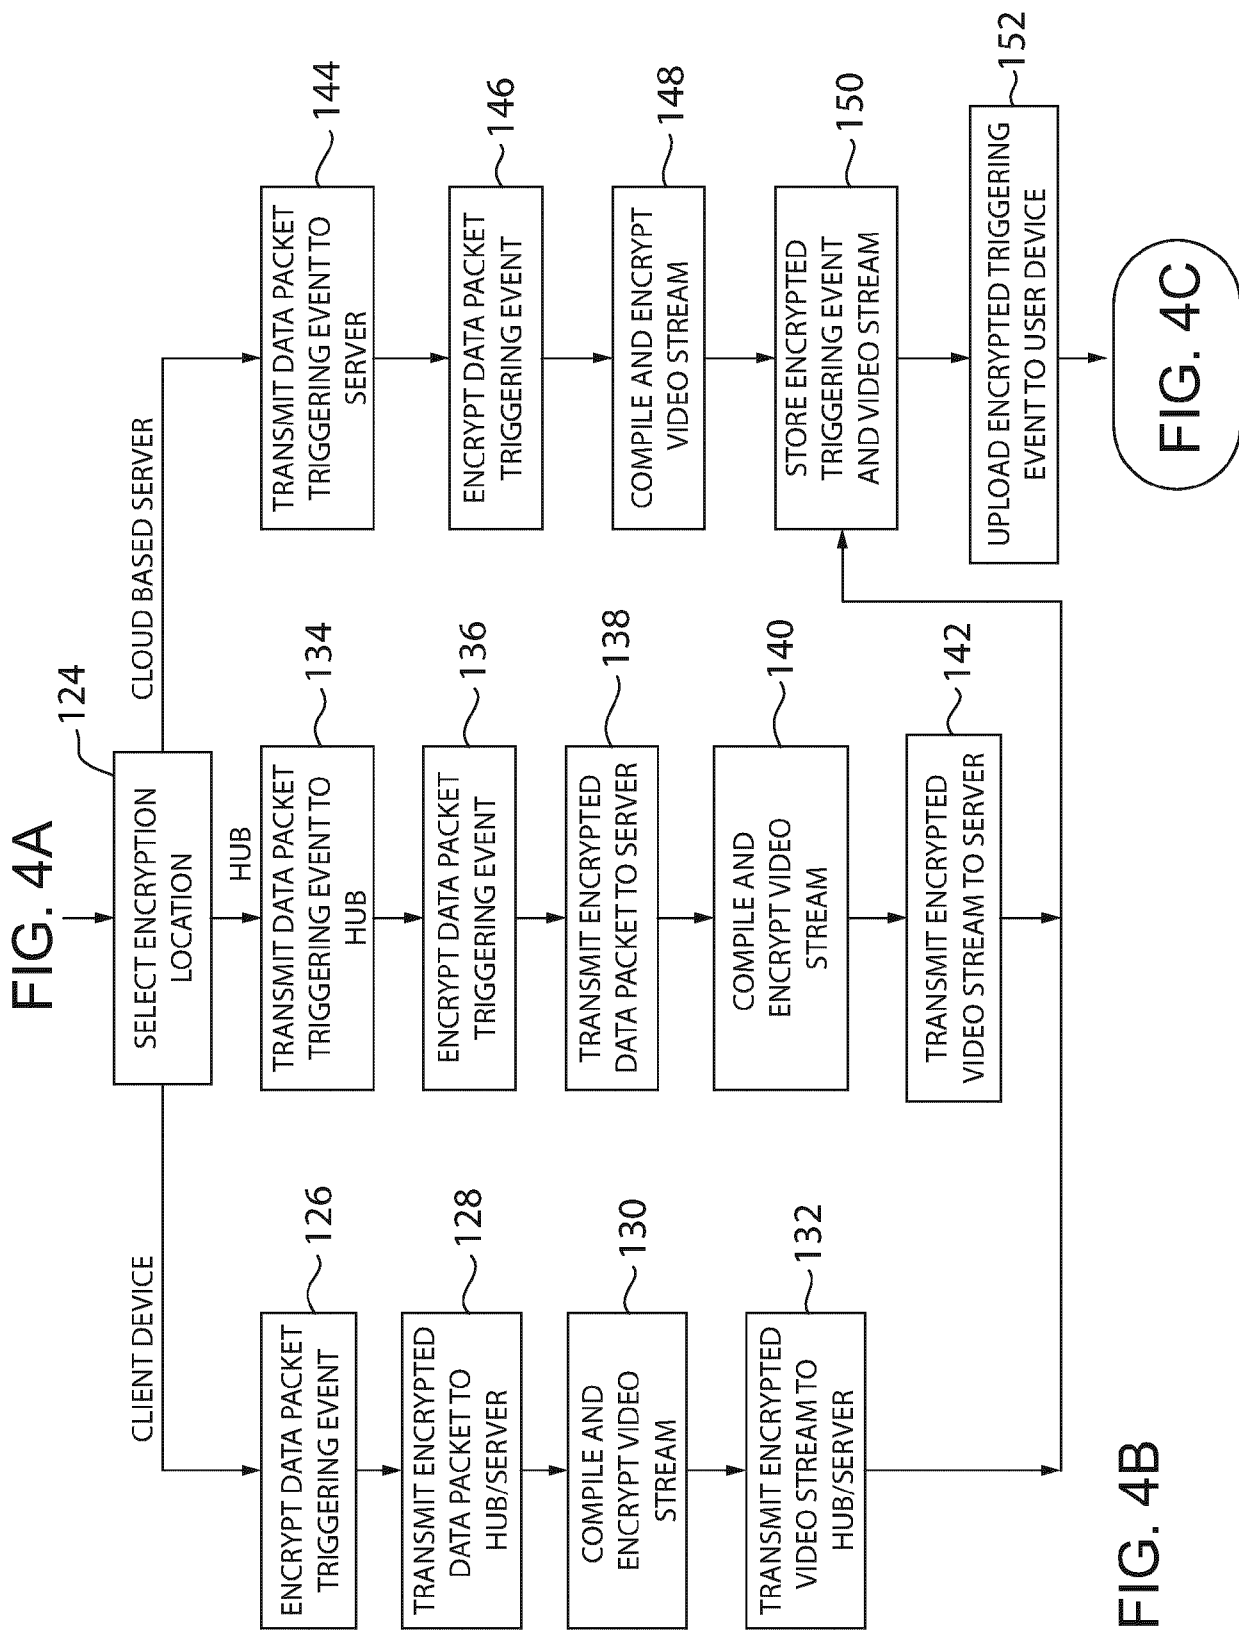 FIG. 4A
124
SELECT ENCRYPTION
LOCATION
CLIENT DEVICE
HUB
CLOUD BASED SERVER
126
ENCRYPT DATA PACKET
TRIGGERING EVENT
128
TRANSMIT ENCRYPTED
DATA PACKET TO
HUB/SERVER
130
COMPILE AND
ENCRYPT VIDEO
STREAM
132
TRANSMIT ENCRYPTED
VIDEO STREAM TO
HUB/SERVER
134
TRANSMIT DATA PACKET
TRIGGERING EVENT TO
HUB
136
ENCRYPT DATA PACKET
TRIGGERING EVENT
138
TRANSMIT ENCRYPTED
DATA PACKET TO SERVER
140
COMPILE AND
ENCRYPT VIDEO
STREAM
142
TRANSMIT ENCRYPTED
VIDEO STREAM TO SERVER
144
TRANSMIT DATA PACKET
TRIGGERING EVENT TO
SERVER
146
ENCRYPT DATA PACKET
TRIGGERING EVENT
148
COMPILE AND ENCRYPT
VIDEO STREAM
150
STORE ENCRYPTED
TRIGGERING EVENT
AND VIDEO STREAM
152
UPLOAD ENCRYPTED TRIGGERING
EVENT TO USER DEVICE
FIG. 4C
FIG. 4B